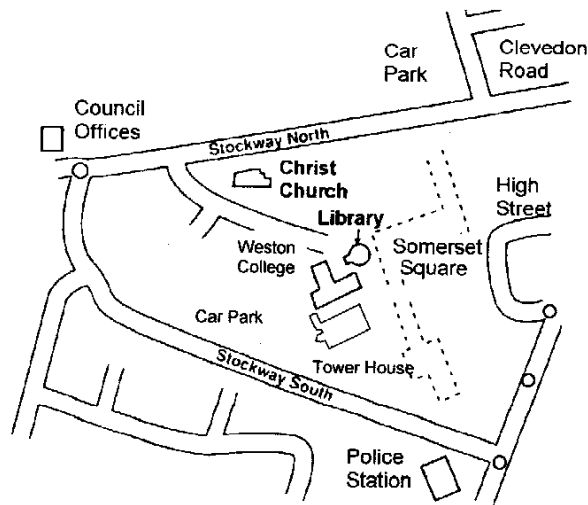 Car
Park
Clevedon
Road
Council
Offices
Stockway North
Christ
Church
High
Street
Library
Weston
College
Somerset
Square
Car Park
Tower House
Stockway South
Police
Station